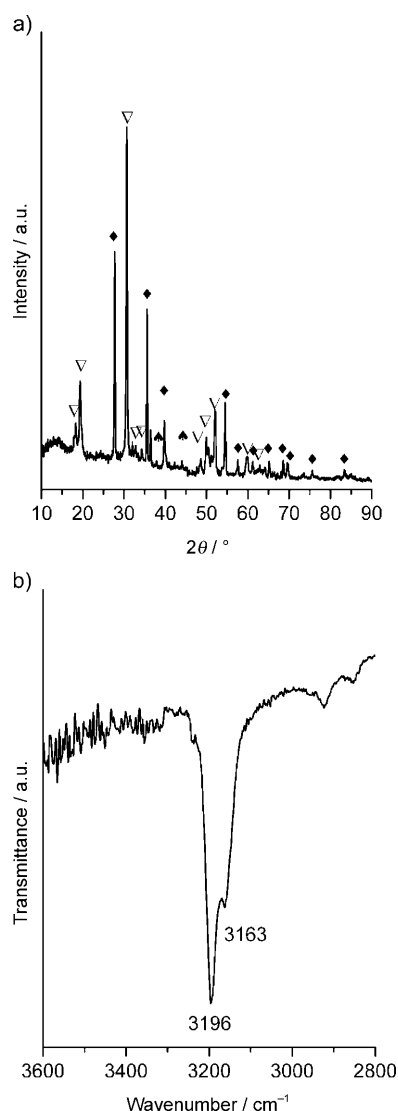 a)
Intensity / a.u.
10 20 30 40 50 60 70 80 90
2θ / °
b)
Transmittance / a.u.
3163
3196
3600 3400 3200 3000 2800
Wavenumber / cm⁻¹